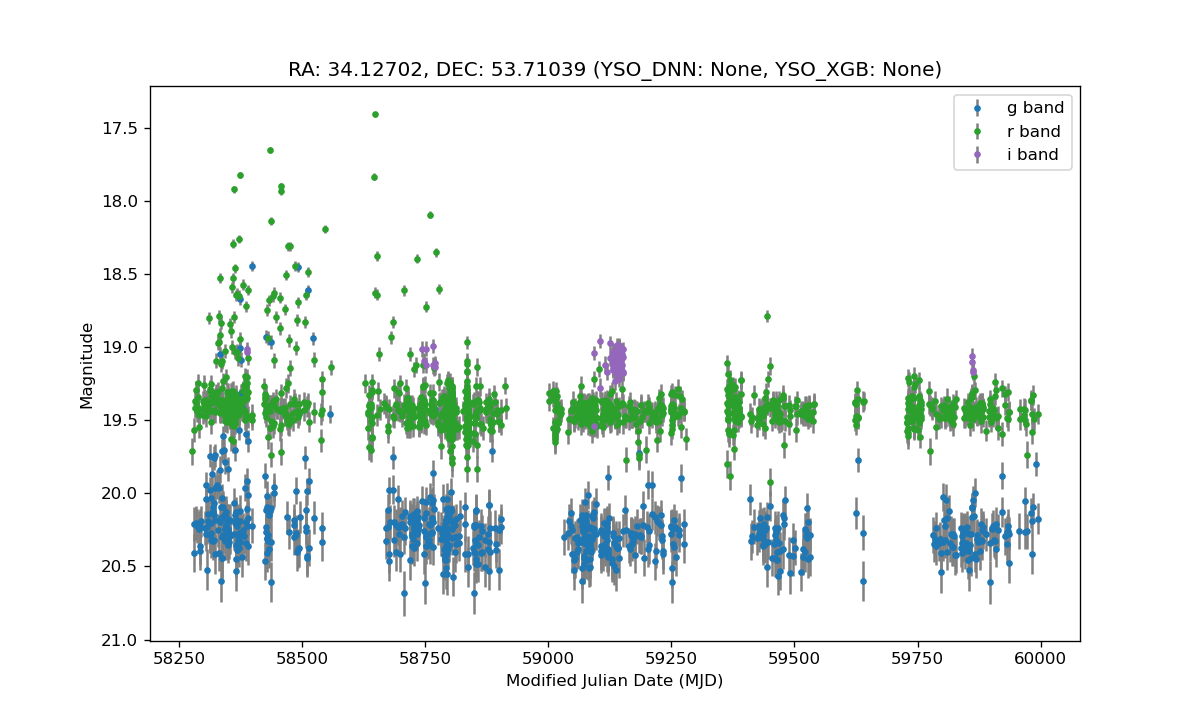 RA: 34.12702, DEC: 53.71039 (YSO_DNN: None, YSO_XGB: None)
g band
r band
i band
Magnitude
17.5
18.0
18.5
19.0
19.5
20.0
20.5
21.0
58250 58500 58750 59000 59250 59500 59750 60000
Modified Julian Date (MJD)